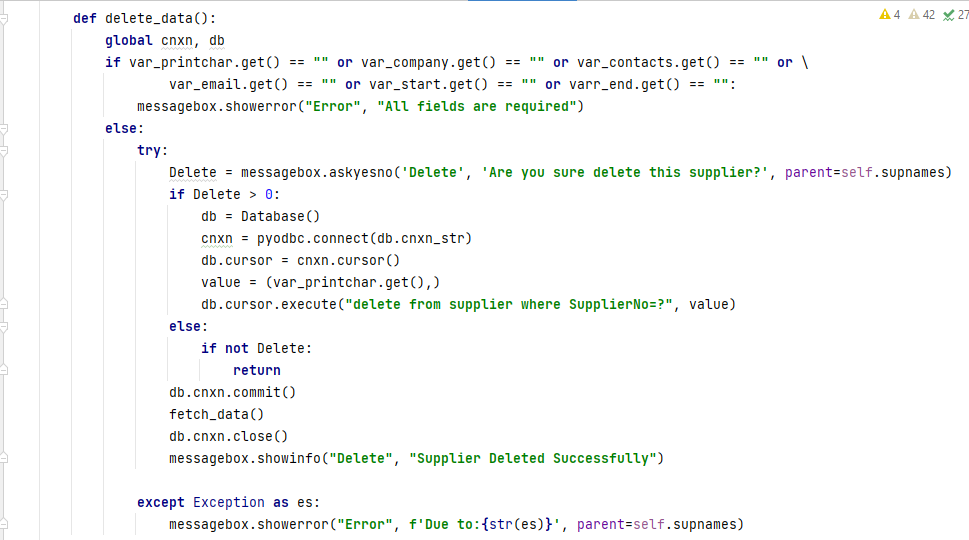 4 42 27
def delete_data():
    global cnxn, db
    if var_printchar.get() == "" or var_company.get() == "" or var_contacts.get() == "" or \
            var_email.get() == "" or var_start.get() == "" or varr_end.get() == "":
        messagebox.showerror("Error", "All fields are required")
    else:
        try:
            Delete = messagebox.askyesno('Delete', 'Are you sure delete this supplier?', parent=self.supnames)
            if Delete > 0:
                db = Database()
                cnxn = pyodbc.connect(db.cnxn_str)
                db.cursor = cnxn.cursor()
                value = (var_printchar.get(),)
                db.cursor.execute("delete from supplier where SupplierNo=?", value)
            else:
                if not Delete:
                    return
            db.cnxn.commit()
            fetch_data()
            db.cnxn.close()
            messagebox.showinfo("Delete", "Supplier Deleted Successfully")

        except Exception as es:
            messagebox.showerror("Error", f'Due to:{str(es)}', parent=self.supnames)